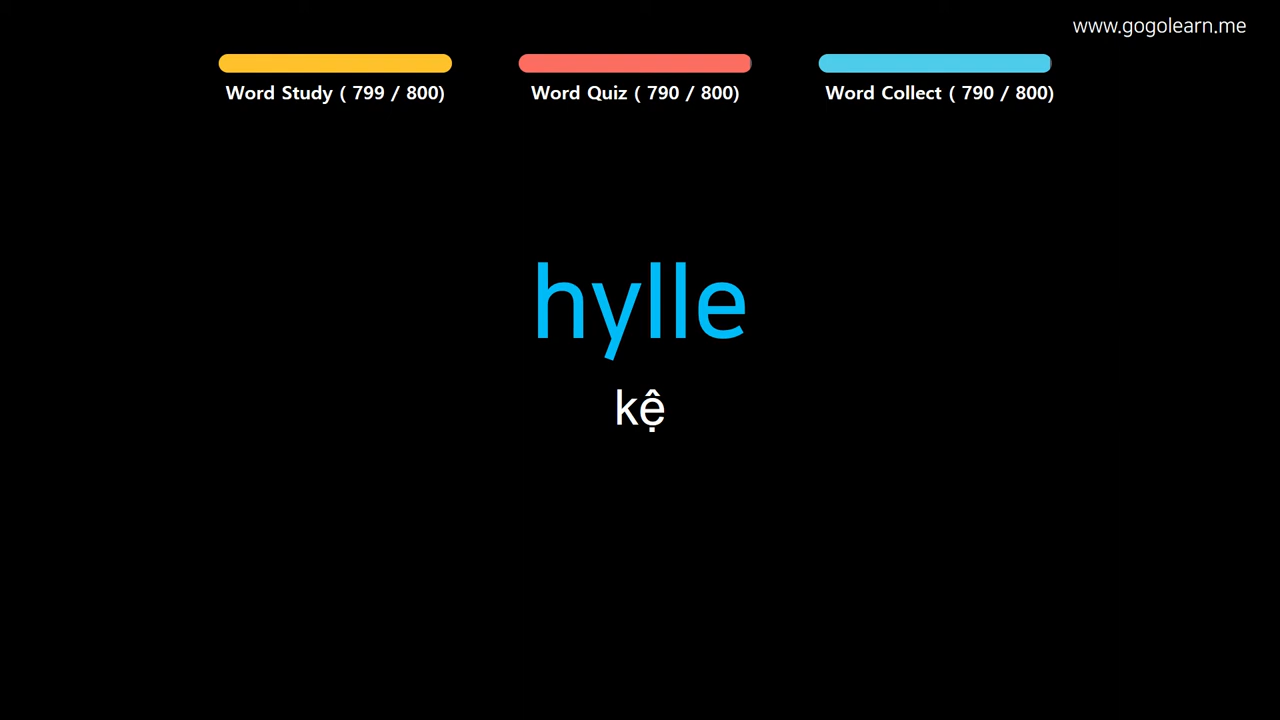 www.gogolearn.me
Word Study ( 799 / 800)
Word Quiz ( 790 / 800)
Word Collect ( 790 / 800)
hylle
kệ